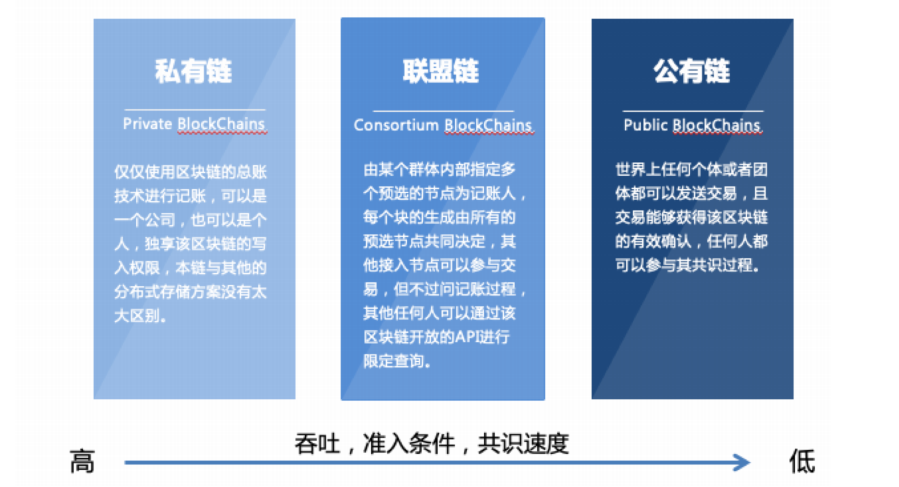 私有链
Private BlockChains
仅仅使用区块链的总账
技术进行记账，可以是
一个公司，也可以是个
人，独享该区块链的写
入权限，本链与其他的
分布式存储方案没有太
大区别。
联盟链
Consortium BlockChains
由某个群体内部指定多
个预选的节点为记账人，
每个块的生成由所有的
预选节点共同决定，其
他接入节点可以参与交
易，但不过问记账过程，
其他任何人可以通过该
区块链开放的API进行
限定查询。
公有链
Public BlockChains
世界上任何个体或者团
体都可以发送交易，且
交易能够获得该区块链
的有效确认，任何人都
可以参与其共识过程。
吞吐，准入条件，共识速度
高
低